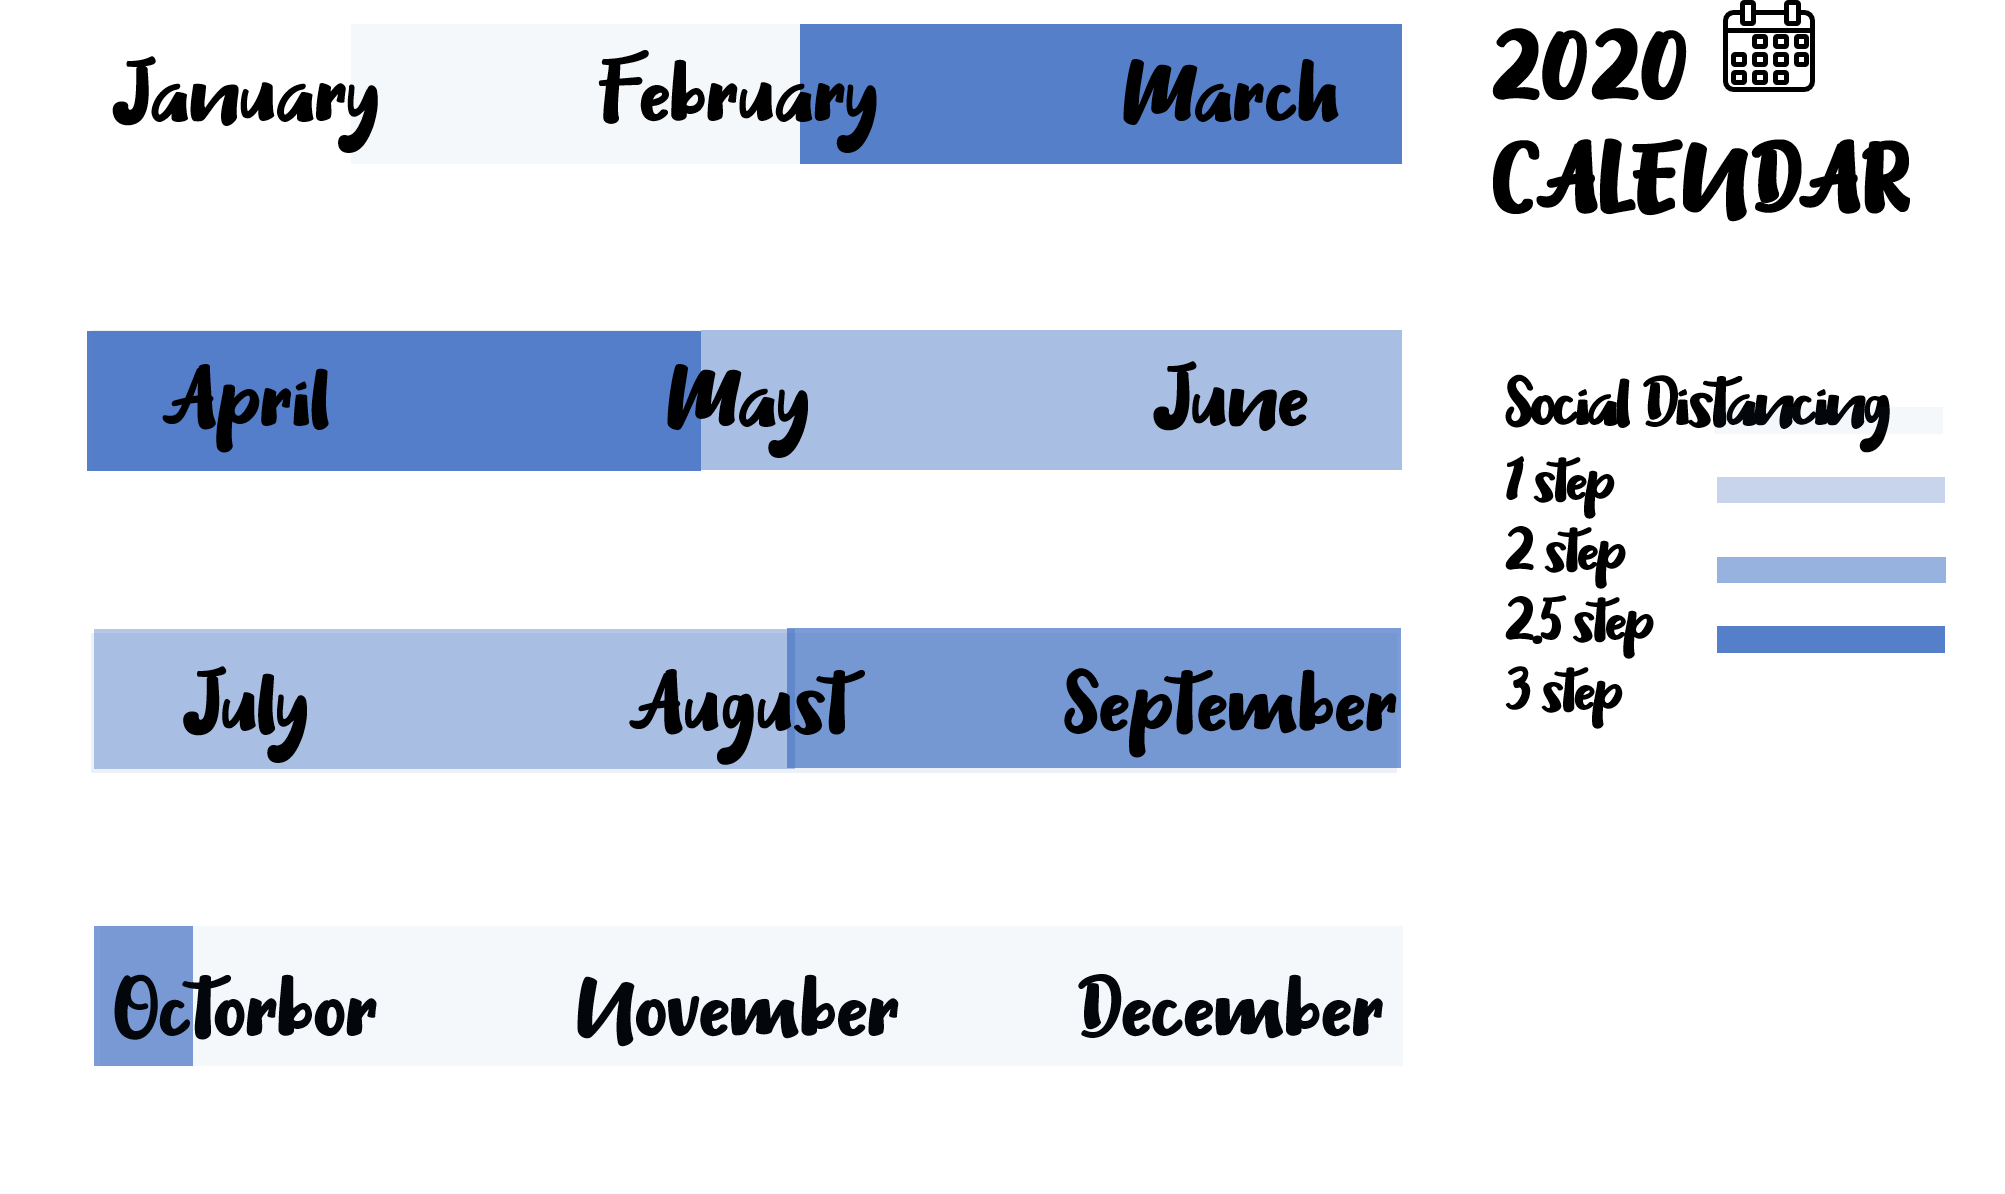 January February March
2020
CALENDAR
April May June
Social Distancing
1 step
2 step
2.5 step
3 step
July August September
Octorbor November December